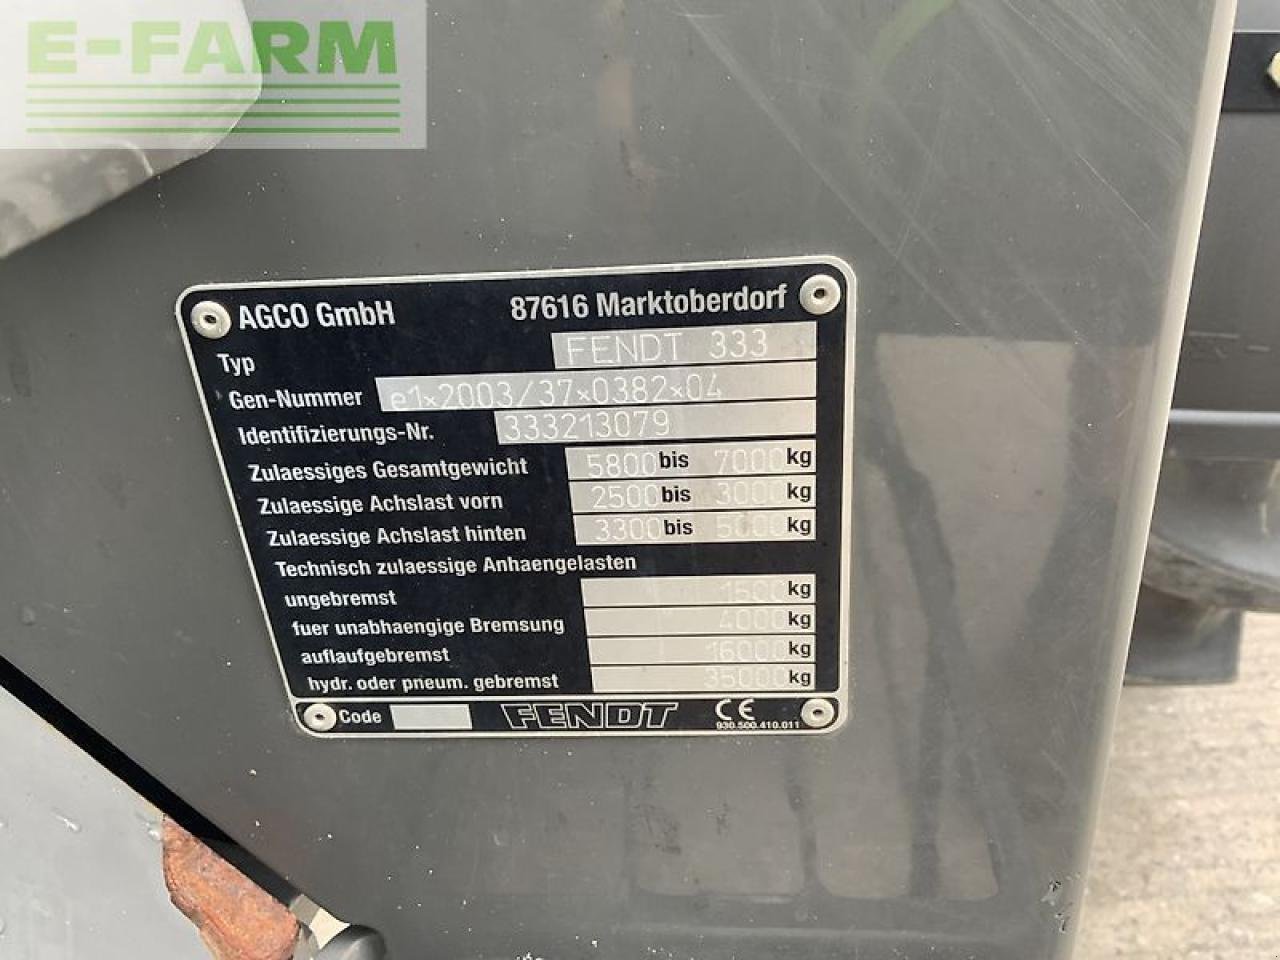 E-FARM
AGCO GmbH 87616 Marktoberdorf
Typ FENDT 333
Gen-Nummer e1*2003/37*0382*04
Identifizierungs-Nr. 333213079
Zulaessiges Gesamtgewicht 5800 bis 7000 kg
Zulaessige Achslast vorn 2500 bis 3000 kg
Zulaessige Achslast hinten 3300 bis 5000 kg
Technisch zulaessige Anhaengelasten
ungebremst 1500 kg
fuer unabhaengige Bremsung 4000 kg
auflaufgebremst 16000 kg
hydr. oder pneum. gebremst 35000 kg
Code FENDT CE
930.500.410.011